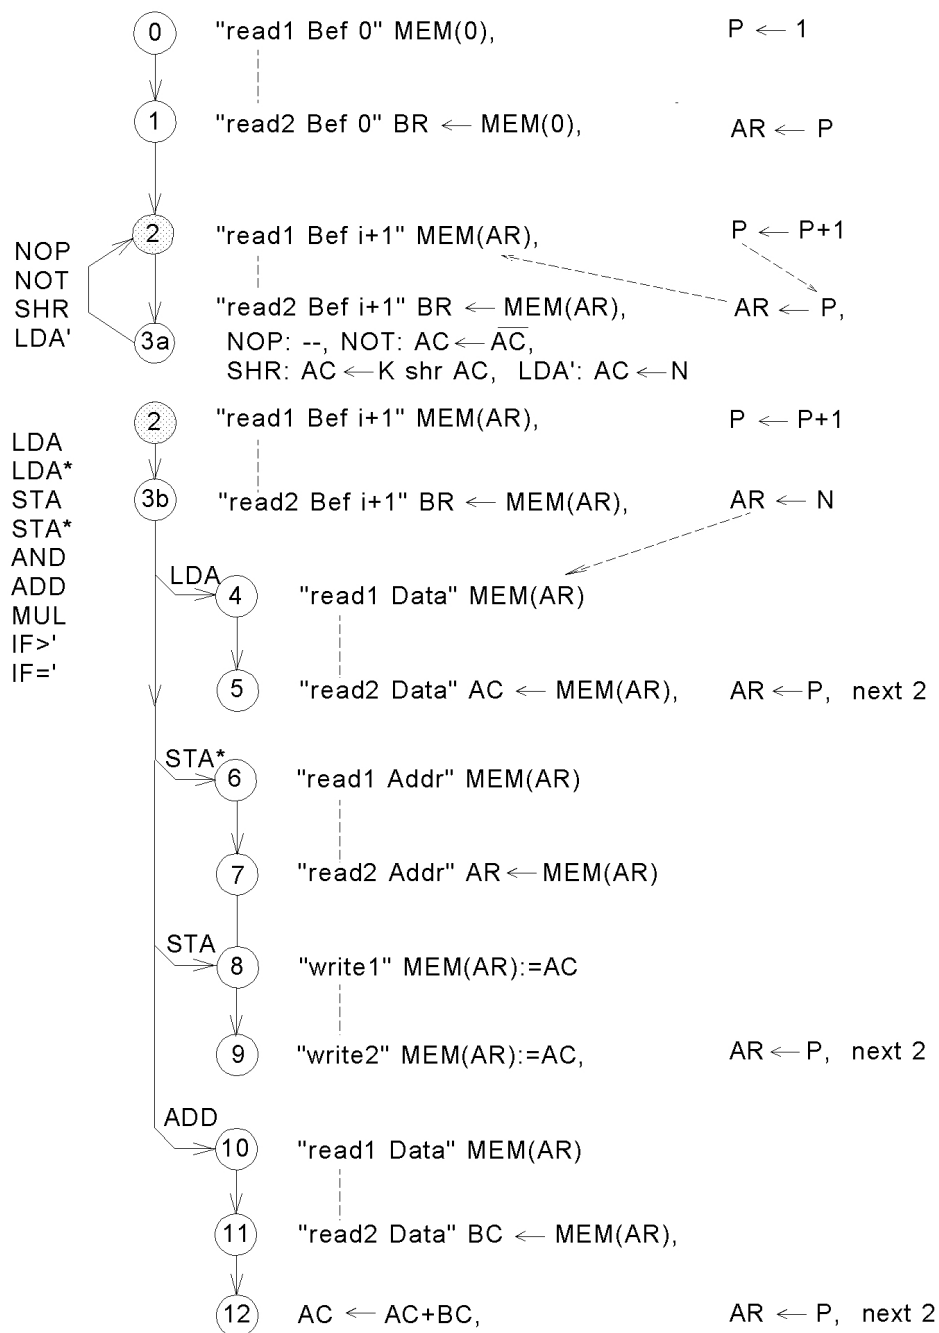 0 "read1 Bef 0" MEM(0), P ← 1
1 "read2 Bef 0" BR ← MEM(0), AR ← P
2 "read1 Bef i+1" MEM(AR), P ← P+1
NOP
NOT
SHR
LDA'
"read2 Bef i+1" BR ← MEM(AR), AR ← P,
3a NOP: --, NOT: AC ← A̅C̅,
SHR: AC ← K shr AC, LDA': AC ← N
2 "read1 Bef i+1" MEM(AR), P ← P+1
LDA
LDA*
STA
STA*
AND
ADD
MUL
IF>'
IF='
3b "read2 Bef i+1" BR ← MEM(AR), AR ← N
LDA 4 "read1 Data" MEM(AR)
5 "read2 Data" AC ← MEM(AR), AR ← P, next 2
STA* 6 "read1 Addr" MEM(AR)
7 "read2 Addr" AR ← MEM(AR)
STA 8 "write1" MEM(AR):=AC
9 "write2" MEM(AR):=AC, AR ← P, next 2
ADD 10 "read1 Data" MEM(AR)
11 "read2 Data" BC ← MEM(AR),
12 AC ← AC+BC, AR ← P, next 2